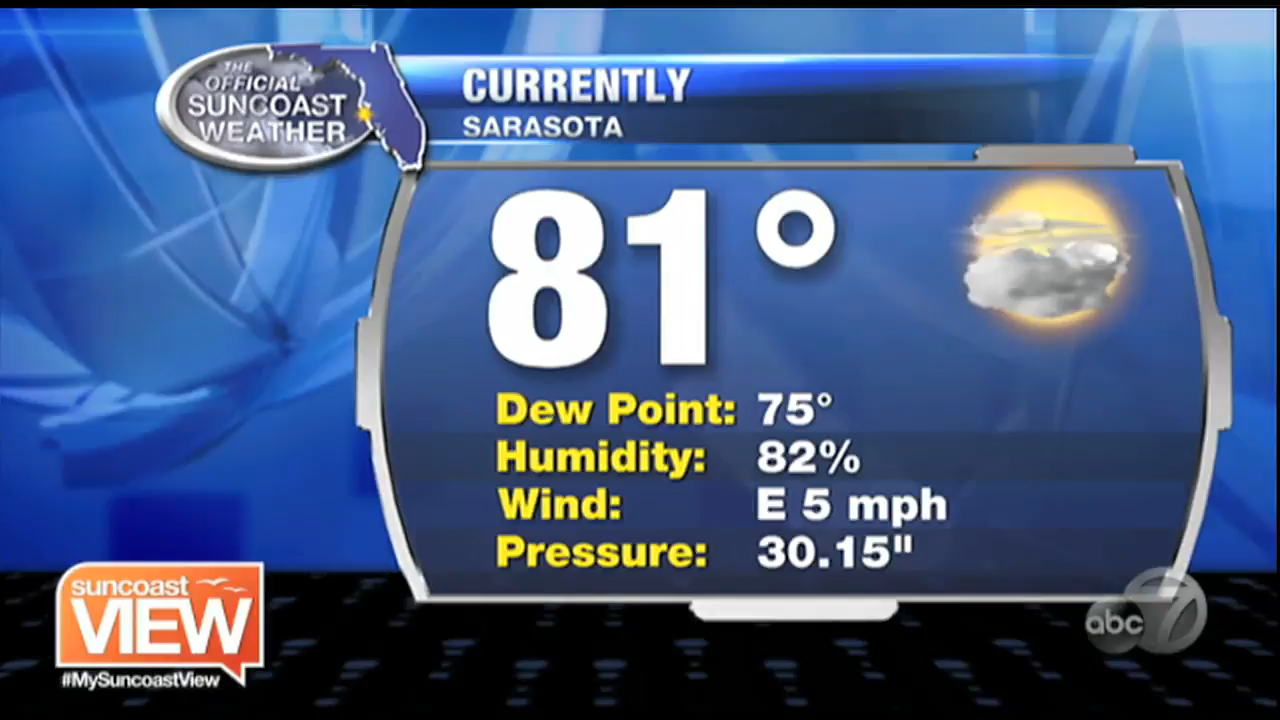 THE
OFFICIAL
SUNCOAST
WEATHER
CURRENTLY
SARASOTA
81°
Dew Point: 75°
Humidity: 82%
Wind: E 5 mph
Pressure: 30.15"
suncoast
VIEW
#MySuncoastView
abc 7